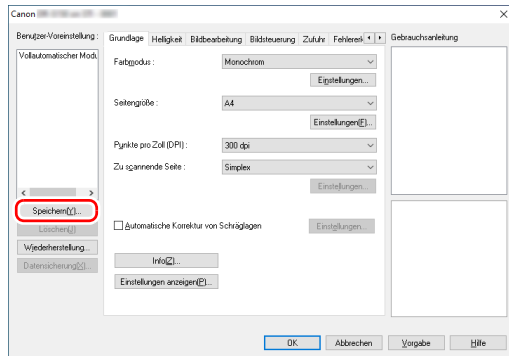 Canon
Benutzer-Voreinstellung :
Vollautomatischer Modu
Speichern(Y)...
Löschen(J)
Wiederherstellung...
Datensicherung(X)...
Grundlage Helligkeit Bildbearbeitung Bildsteuerung Zufuhr Fehlererk
Farbmodus :
Monochrom
Einstellungen...
Seitengröße :
A4
Einstellungen(F)...
Punkte pro Zoll (DPI) :
300 dpi
Zu scannende Seite :
Simplex
Einstellungen...
Automatische Korrektur von Schräglagen
Einstellungen...
Info(Z)...
Einstellungen anzeigen(P)...
Gebrauchsanleitung
OK Abbrechen Vorgabe Hilfe